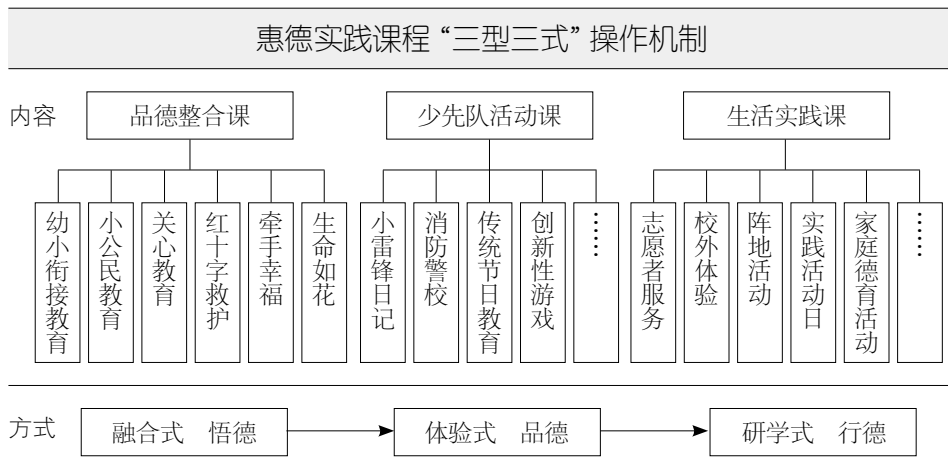 惠德实践课程“三型三式”操作机制
内容
品德整合课
少先队活动课
生活实践课
幼小衔接教育
小公民教育
关心教育
红十字救护
牵手幸福
生命如花
小雷锋日记
消防警校
传统节日教育
创新性游戏
……
志愿者服务
校外体验
阵地活动
实践活动日
家庭德育活动
……
方式
融合式 悟德
体验式 品德
研学式 行德